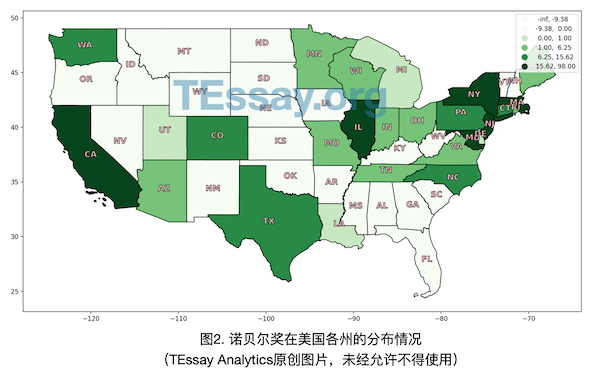 50
45
40
35
30
25
−120
−110
−100
−90
−80
−70
-inf, -9.38
-9.38, 0.00
0.00, 1.00
1.00, 6.25
6.25, 15.62
15.62, 98.00
WA
MT
ND
MN
OR
ID
WI
MI
SD
WY
TEssay.org
IA
NE
NY
MA
CT
PA
NJ
NV
UT
CO
KS
MO
IL
IN
OH
WV
MD
DE
VA
CA
KY
AZ
NM
OK
AR
TN
NC
SC
TX
LA
MS
AL
GA
FL
图2. 诺贝尔奖在美国各州的分布情况
（TEssay Analytics原创图片，未经允许不得使用）